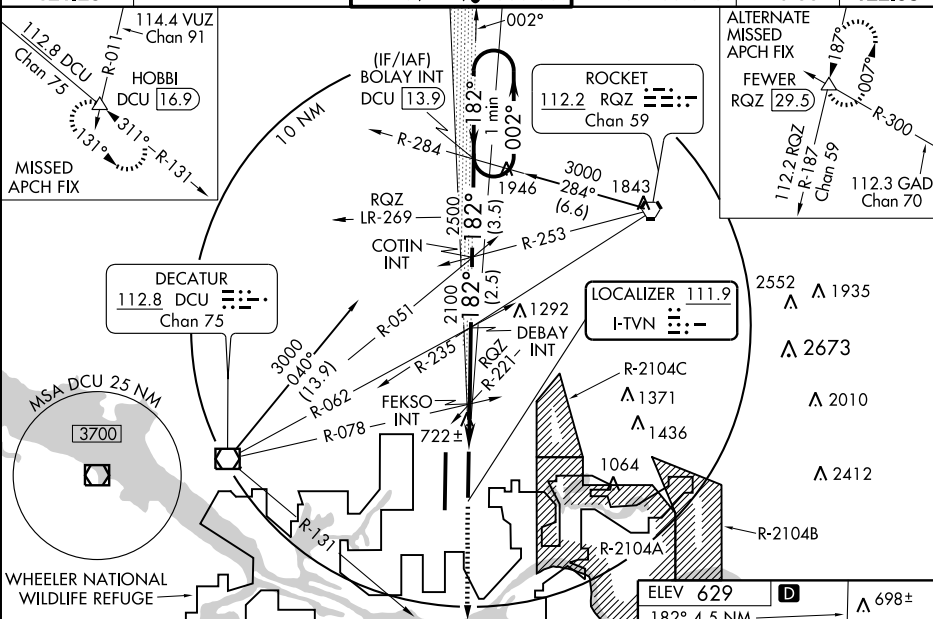 002°
112.8 DCU
Chan 75
R-011
114.4 VUZ
Chan 91
HOBBI
DCU 16.9
131°
311°
R-131
MISSED
APCH FIX
10 NM
(IF/IAF)
BOLAY INT
DCU 13.9
182°
1 min
002°
R-284
1946
ROCKET
112.2 RQZ
Chan 59
3000
284°
(6.6)
1843
ALTERNATE
MISSED
APCH FIX
187°
007°
FEWER
RQZ 29.5
R-300
112.2 RQZ
R-187
Chan 59
112.3 GAD
Chan 70
RQZ
LR-269
2500
182°
(3.5)
R-253
COTIN
INT
DECATUR
112.8 DCU
Chan 75
R-051
2100
182°
(2.5)
1292
DEBAY
INT
LOCALIZER 111.9
I-TVN
2552
1935
2673
3000
040°
(13.9)
R-235
RQZ
R-221
R-062
R-2104C
1371
2010
MSA DCU 25 NM
3700
FEKSO
INT
R-078
722±
1436
1064
2412
R-131
R-2104A
R-2104B
WHEELER NATIONAL
WILDLIFE REFUGE
ELEV 629
D
698±
182° 4.5 NM